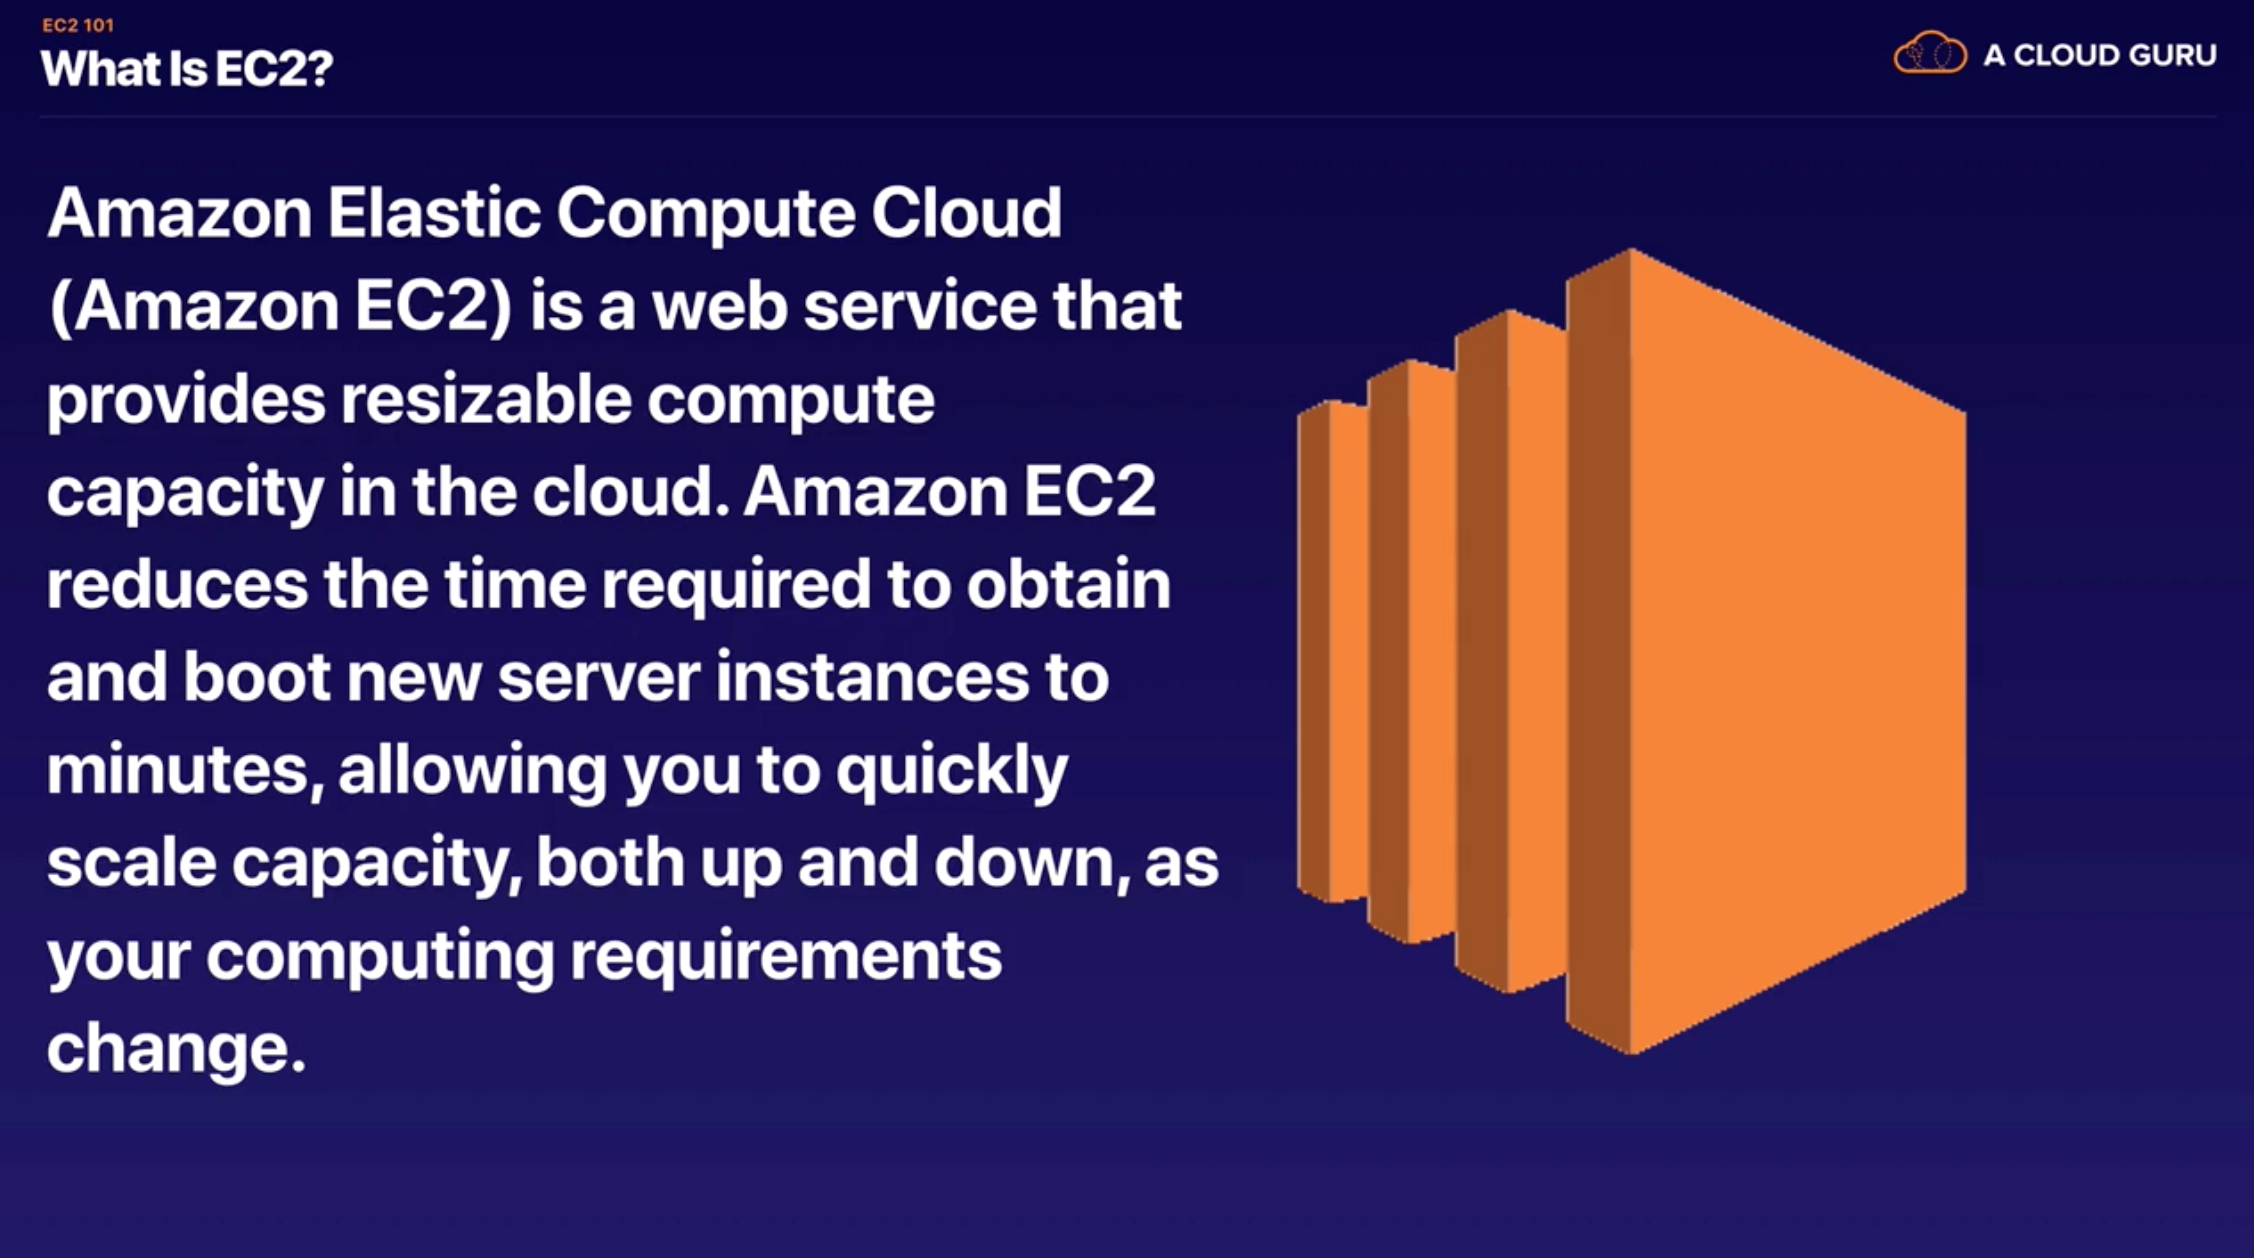 EC2 101
What Is EC2?
A CLOUD GURU
Amazon Elastic Compute Cloud
(Amazon EC2) is a web service that
provides resizable compute
capacity in the cloud. Amazon EC2
reduces the time required to obtain
and boot new server instances to
minutes, allowing you to quickly
scale capacity, both up and down, as
your computing requirements
change.